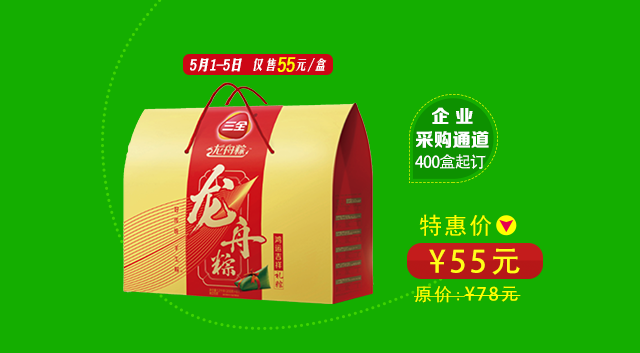 5月1-5日 仅售55元/盒
三全
龙舟粽
龙舟粽
鸿运吉祥
企业
采购通道
400盒起订
特惠价
¥55元
原价:¥78元